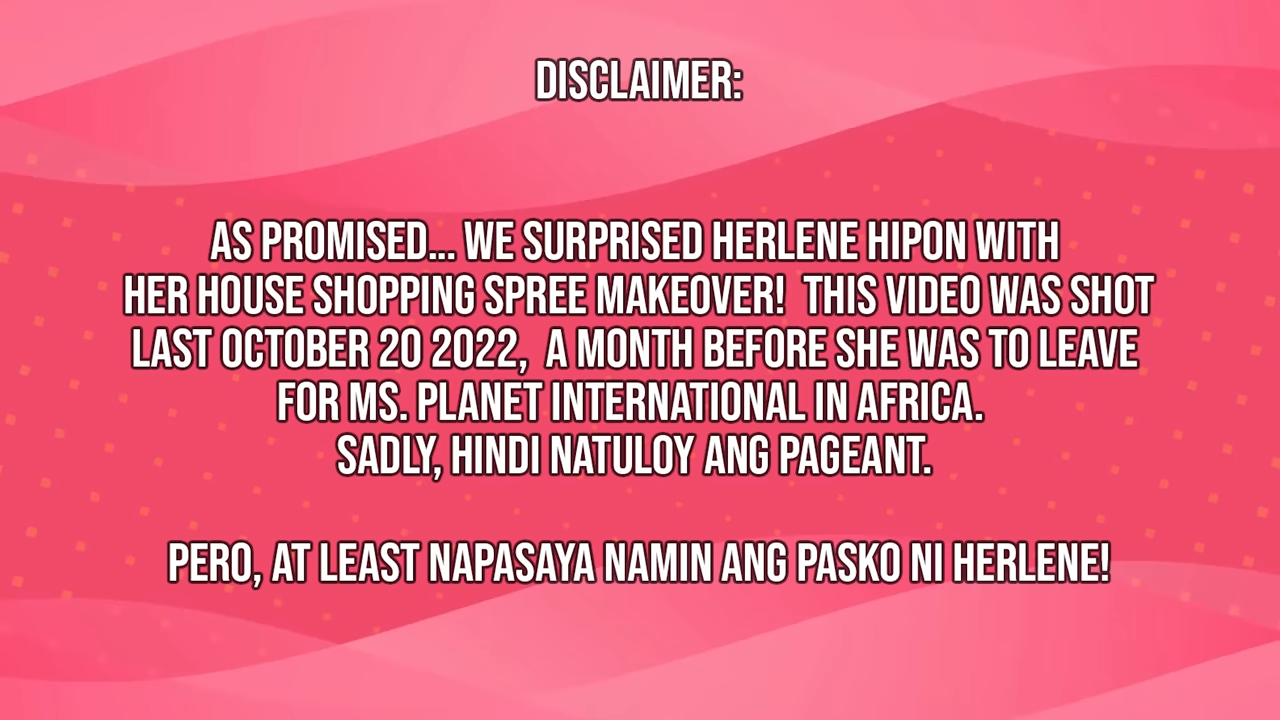 DISCLAIMER:
AS PROMISED... WE SURPRISED HERLENE HIPON WITH
HER HOUSE SHOPPING SPREE MAKEOVER! THIS VIDEO WAS SHOT
LAST OCTOBER 20 2022, A MONTH BEFORE SHE WAS TO LEAVE
FOR MS. PLANET INTERNATIONAL IN AFRICA.
SADLY, HINDI NATULOY ANG PAGEANT.
PERO, AT LEAST NAPASAYA NAMIN ANG PASKO NI HERLENE!